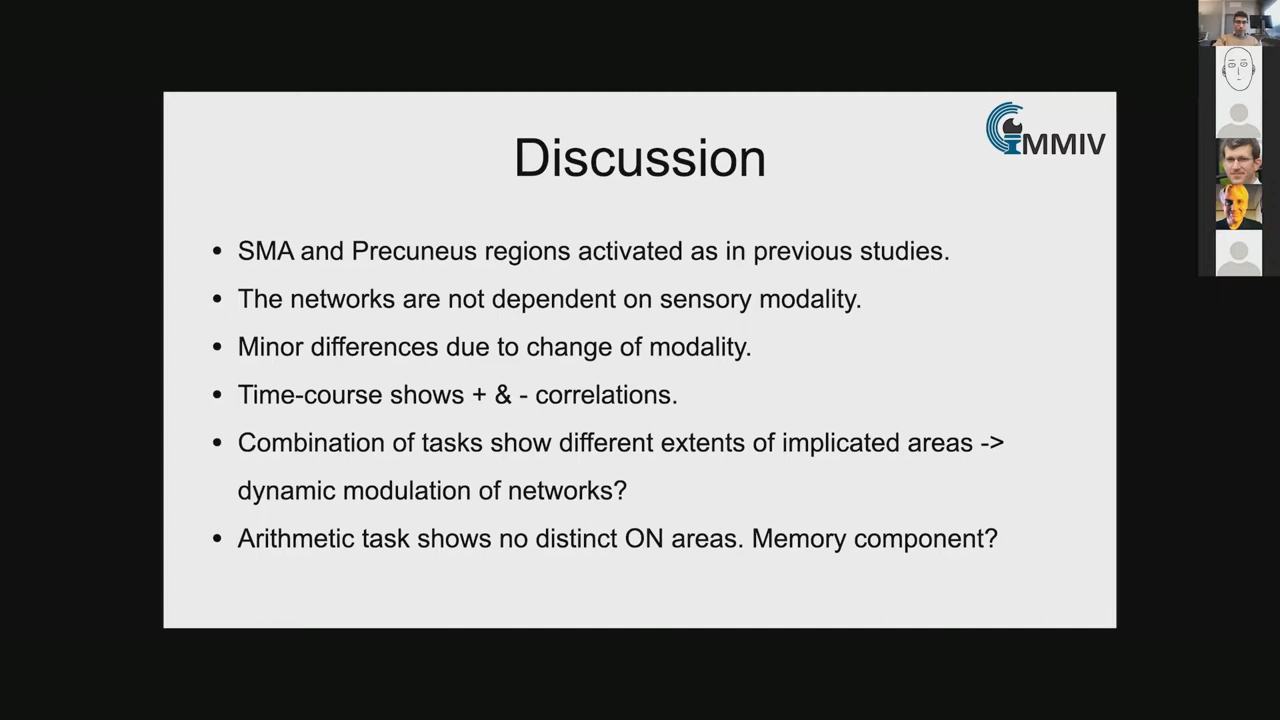 MMIV
Discussion
• SMA and Precuneus regions activated as in previous studies.
• The networks are not dependent on sensory modality.
• Minor differences due to change of modality.
• Time-course shows + & - correlations.
• Combination of tasks show different extents of implicated areas ->
dynamic modulation of networks?
• Arithmetic task shows no distinct ON areas. Memory component?